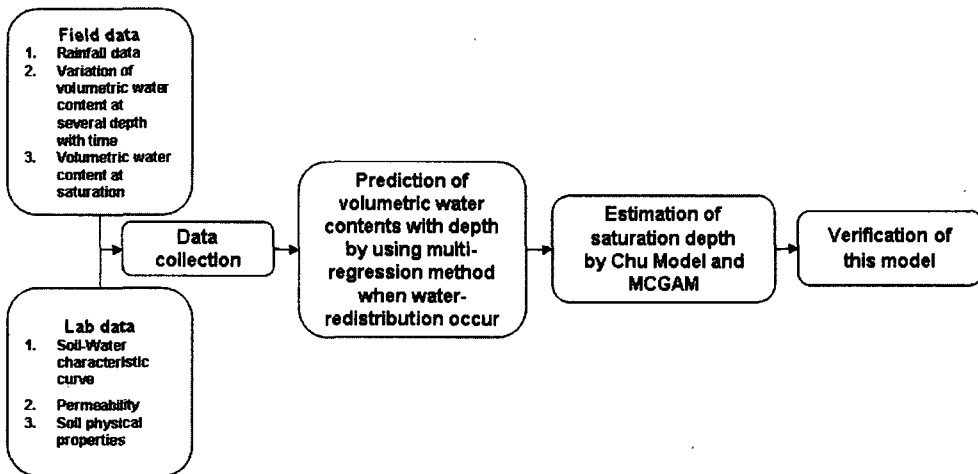 Field data
1. Rainfall data
2. Variation of
volumetric water
content at
several depth
with time
3. Volumetric water
content at
saturation
Data
collection
Lab data
1. Soil-Water
characteristic
curve
2. Permeability
3. Soil physical
properties
Prediction of
volumetric water
contents with depth
by using multi-
regression method
when water-
redistribution occur
Estimation of
saturation depth
by Chu Model and
MCGAM
Verification of
this model